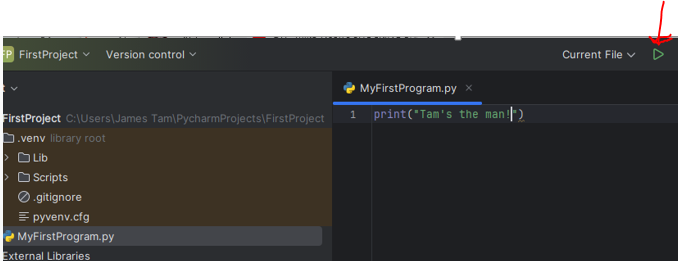 FP FirstProject Version control Current File
MyFirstProgram.py
FirstProject C:\Users\James Tam\PycharmProjects\FirstProject
.venv library root
Lib
Scripts
.gitignore
pyvenv.cfg
MyFirstProgram.py
External Libraries
1 print("Tam's the man!")